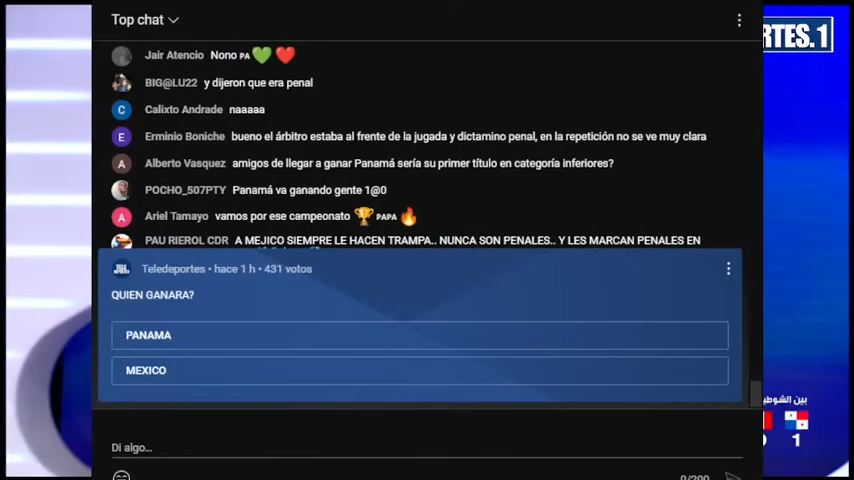 Top chat
RTES.1
Jair Atencio Nono PA💚 ❤️
BIG@LU22 y dijeron que era penal
C Calixto Andrade naaaaa
E Erminio Boniche bueno el árbitro estaba al frente de la jugada y dictamino penal, en la repetición no se ve muy clara
A Alberto Vasquez amigos de llegar a ganar Panamá sería su primer título en categoría inferiores?
POCHO_507PTY Panamá va ganando gente 1@0
A Ariel Tamayo vamos por ese campeonato 🏆 PAPA 🔥
PAU RIEROL CDR A MEJICO SIEMPRE LE HACEN TRAMPA.. NUNCA SON PENALES.. Y LES MARCAN PENALES EN
Teledeportes • hace 1 h • 431 votos
QUIEN GANARA?
PANAMA
MEXICO
بين الشوطي
1
Di algo...
0/200